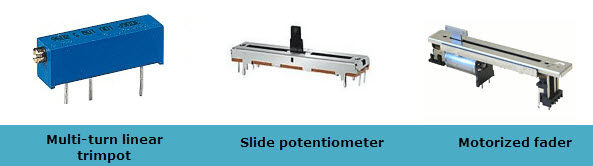 Multi-turn linear
trimpot
Slide potentiometer
Motorized fader